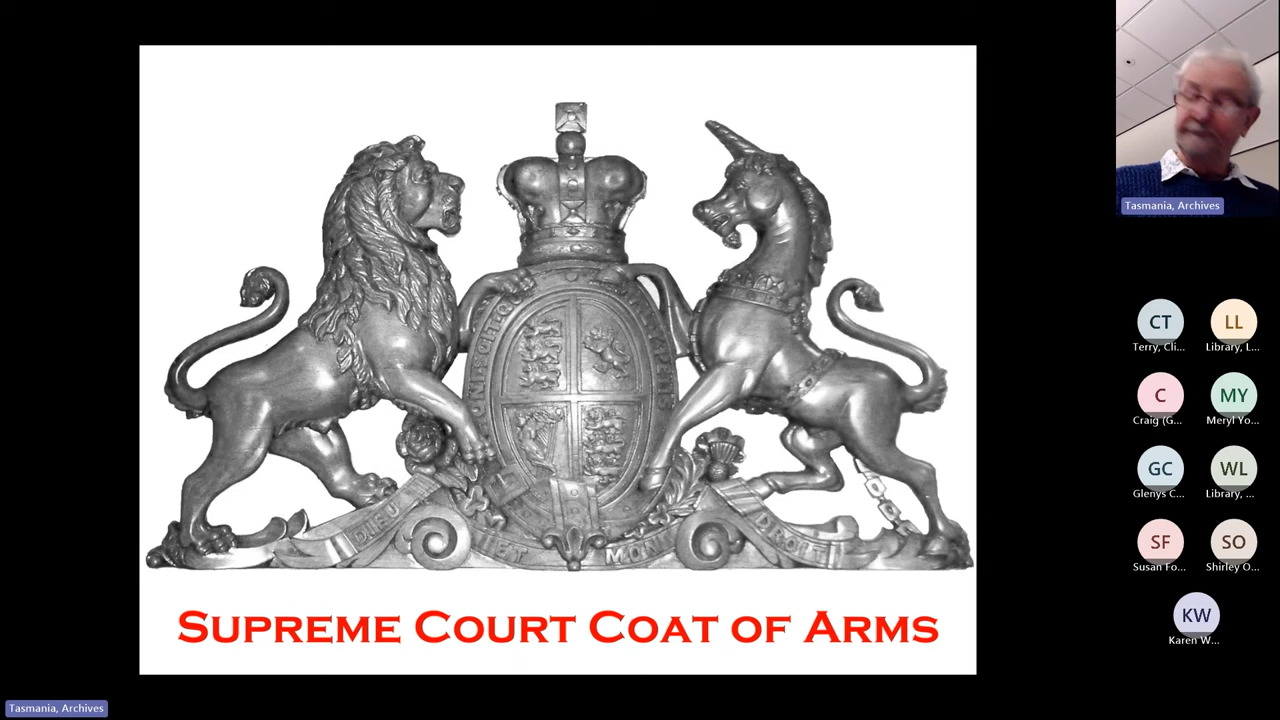 DIEU
ET
MON
DROIT
SUPREME COURT COAT OF ARMS
Tasmania, Archives
CT
Terry, Cli...
LL
Library, L...
C
Craig (G...
MY
Meryl Yo...
GC
Glenys C...
WL
Library, ...
SF
Susan Fo...
SO
Shirley O...
KW
Karen W...
Tasmania, Archives